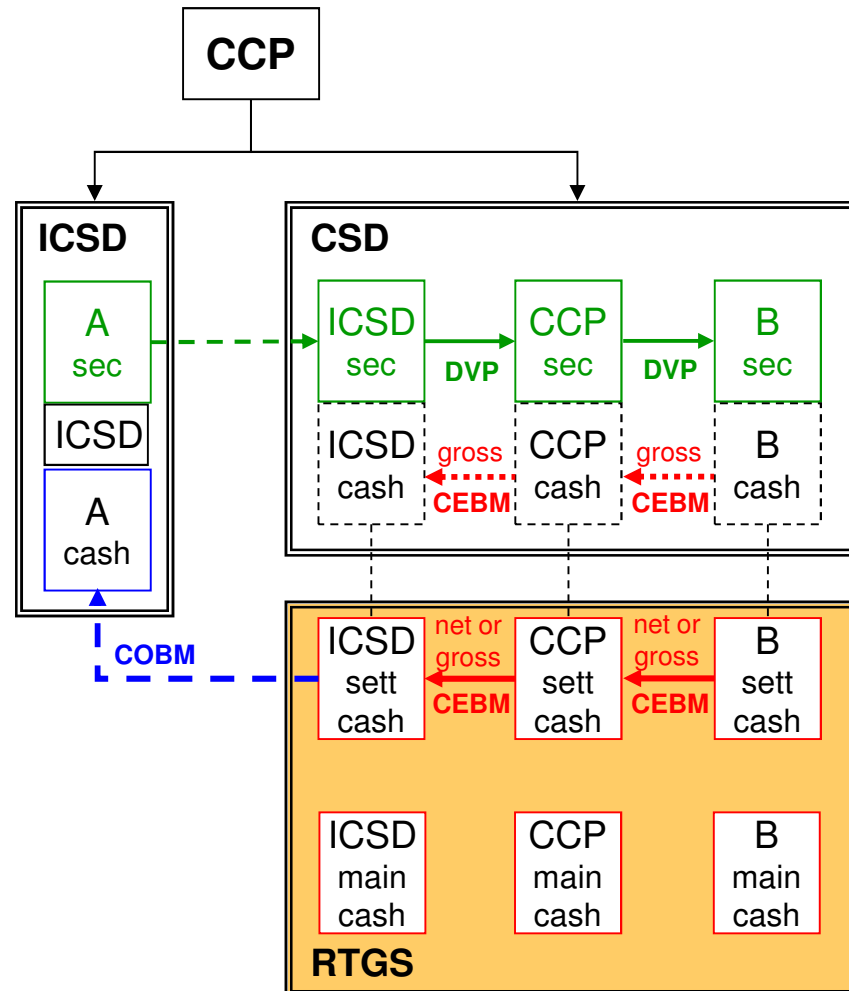 CCP
ICSD
CSD
A
sec
ICSD
sec
DVP
CCP
sec
DVP
B
sec
ICSD
A
cash
ICSD
cash
gross
CEBM
CCP
cash
gross
CEBM
B
cash
COBM
ICSD
sett
cash
net or
gross
CEBM
CCP
sett
cash
net or
gross
CEBM
B
sett
cash
ICSD
main
cash
CCP
main
cash
B
main
cash
RTGS